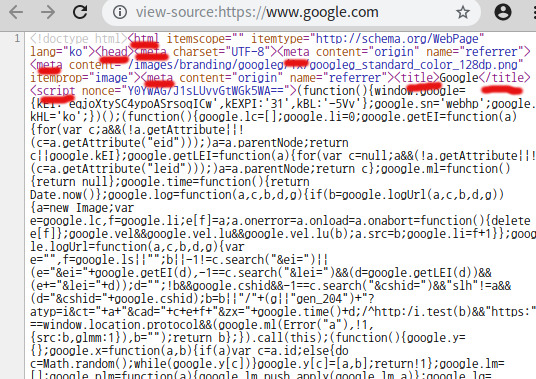 view-source:https://www.google.com
1 <!doctype html><html itemscope="" itemtype="http://schema.org/WebPage"
lang="ko"><head><meta charset="UTF-8"><meta content="origin" name="referrer">
<meta content="/images/branding/googleg/1x/googleg_standard_color_128dp.png"
itemprop="image"><meta content="origin" name="referrer"><title>Google</title>
<script (function(){window.google=
{kEI:'eqjoXtySC4ypoASrsoqICw',kEXPI:'31',kBL:'-5Vv'};google.sn='webhp';google.
kHL='ko';})();(function(){google.lc=[];google.li=0;google.getEI=function(a)
{for(var c;a&&(!a.getAttribute||!
(c=a.getAttribute("eid")));)a=a.parentNode;return
c||google.kEI};google.getLEI=function(a){for(var c=null;a&&(!a.getAttribute||!
(c=a.getAttribute("leid")));)a=a.parentNode;return c};google.ml=function()
{return null};google.time=function(){return
Date.now()};google.log=function(a,b,c,d,g){if(b=google.logUrl(a,b,c,d,g))
{a=new Image;var
e=google.lc,f=google.li;e[f]=a;a.onerror=a.onload=a.onabort=function(){delete
e[f]};google.vel&&google.vel.lu&&google.vel.lu(b);a.src=b;google.li=f+1}};goog
le.logUrl=function(a,b,c,d,g){var
e="",f=google.ls||"";b||-1!=c.search("&ei=")||
(e="&ei="+google.getEI(d),-1==c.search("&lei=")&&(d=google.getLEI(d))&&
(e+="&lei="+d));d="";!b&&google.cshid&&-1==c.search("&cshid=")&&"slh"!=a&&
(d="&cshid="+google.cshid);b=b||"/"+(g||"gen_204")+"?
atyp=i&ct="+a+"&cad="+c+e+f+"&zx="+google.time()+d;/^http:/i.test(b)&&"https:"
==window.location.protocol&&(google.ml(Error("a"),!1,
{src:b,glmm:1}),b="");return b};}).call(this);(function(){google.y=
{};google.x=function(a,b){if(a)var c=a.id;else{do
c=Math.random();while(google.y[c])}google.y[c]=[a,b];return!1};google.lm=
[];google.plm=function(a){google.lm.push.apply(google.lm,a)};google.lq=